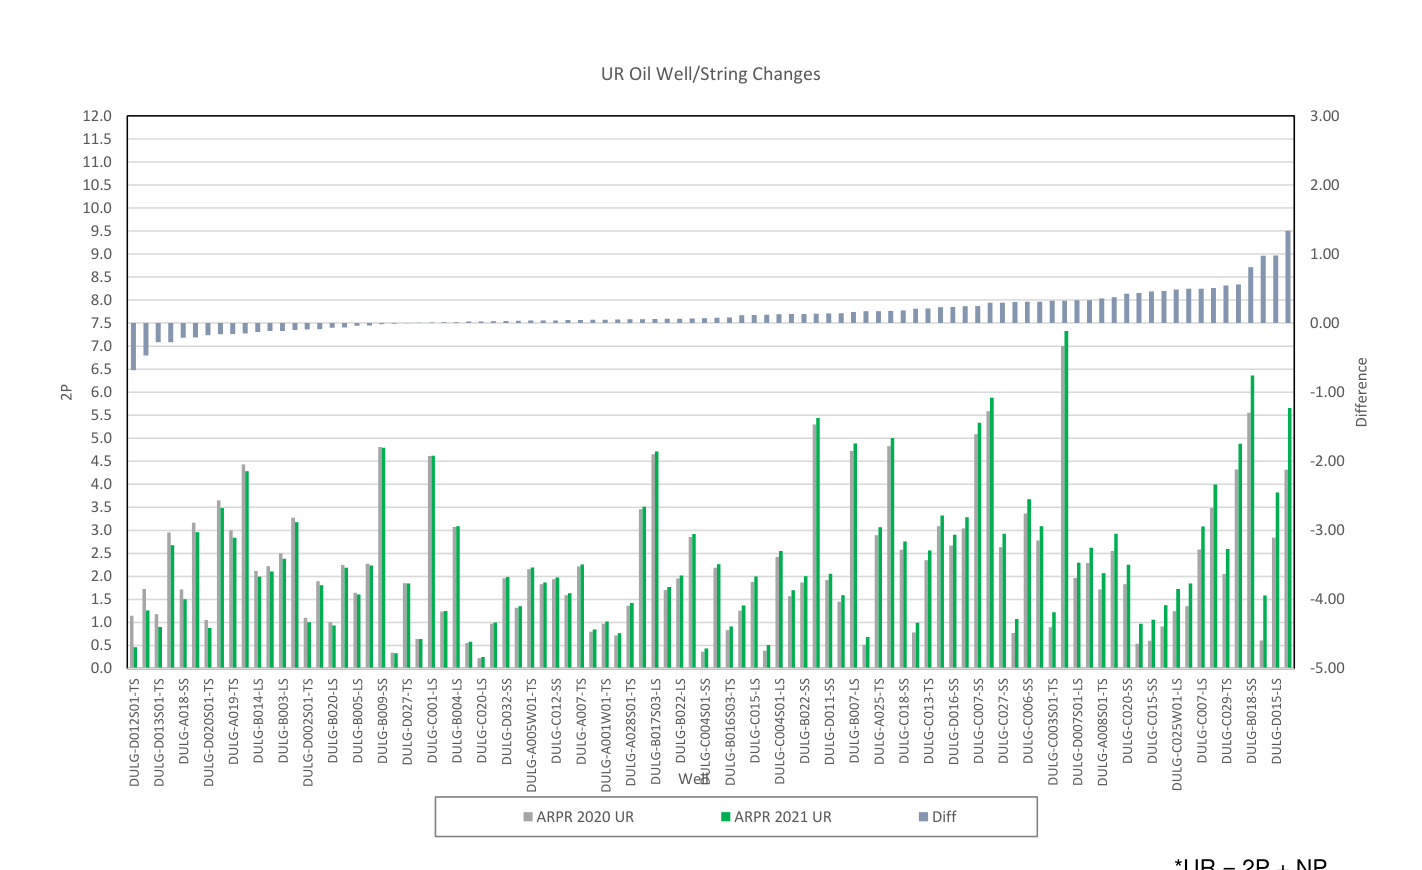 UR Oil Well/String Changes
12.0
11.5
11.0
10.5
10.0
9.5
9.0
8.5
8.0
7.5
7.0
6.5
6.0
5.5
5.0
4.5
4.0
3.5
3.0
2.5
2.0
1.5
1.0
0.5
0.0
2P
3.00
2.00
1.00
0.00
-1.00
-2.00
-3.00
-4.00
-5.00
Difference
DULG-D012S01-TS
DULG-D013S01-TS
DULG-A018-SS
DULG-D020S01-TS
DULG-A019-TS
DULG-B014-LS
DULG-B003-LS
DULG-D002S01-TS
DULG-B020-LS
DULG-B005-LS
DULG-B009-SS
DULG-D027-TS
DULG-C001-LS
DULG-B004-LS
DULG-C020-LS
DULG-D032-SS
DULG-A005W01-TS
DULG-C012-SS
DULG-A007-TS
DULG-A001W01-TS
DULG-A028S01-TS
DULG-B017S03-LS
DULG-B022-LS
DULG-C004S01-SS
DULG-B016S03-TS
DULG-C015-LS
DULG-C004S01-LS
DULG-B022-SS
DULG-D011-SS
DULG-B007-LS
DULG-A025-TS
DULG-C018-SS
DULG-C013-TS
DULG-D016-SS
DULG-C007-SS
DULG-C027-SS
DULG-C006-SS
DULG-C003S01-TS
DULG-D007S01-LS
DULG-A008S01-TS
DULG-C020-SS
DULG-C015-SS
DULG-C025W01-LS
DULG-C007-LS
DULG-C029-TS
DULG-B018-SS
DULG-D015-LS
Well
ARPR 2020 UR
ARPR 2021 UR
Diff
*UR = 2P + NP